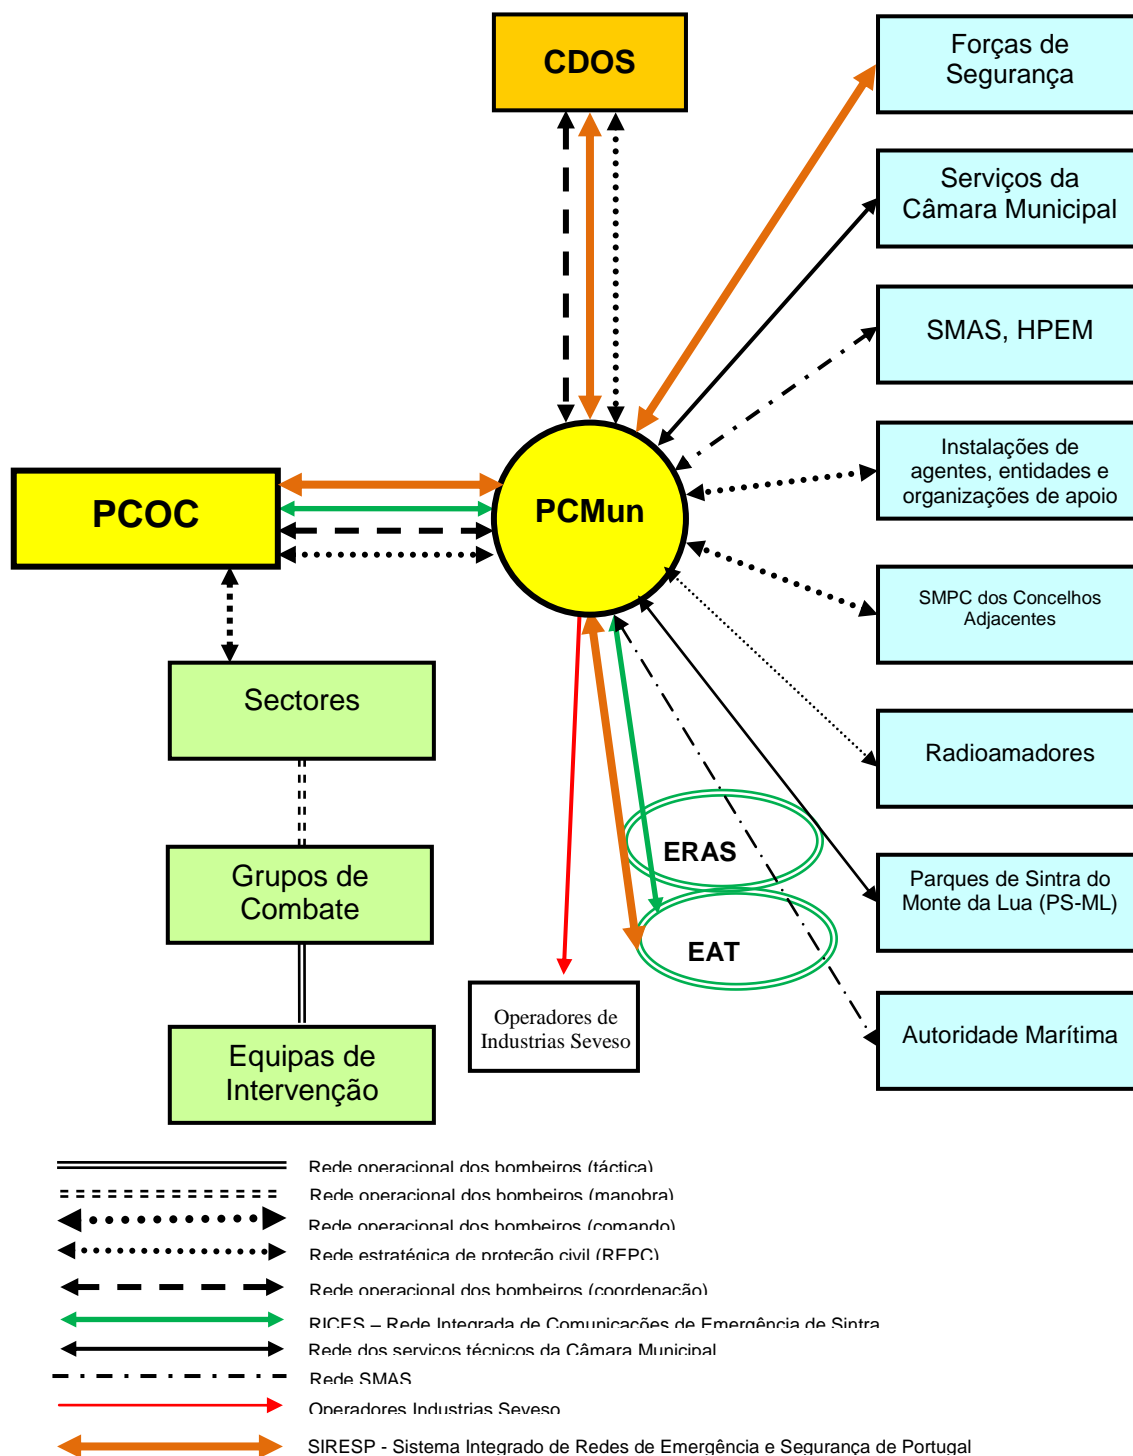 CDOS
Forças de
Segurança
Serviços da
Câmara Municipal
SMAS, HPEM
Instalações de
agentes, entidades e
organizações de apoio
PCOC
PCMun
SMPC dos Concelhos
Adjacentes
Sectores
Radioamadores
ERAS
Grupos de
Combate
Parques de Sintra do
Monte da Lua (PS-ML)
EAT
Operadores de
Industrias Seveso
Autoridade Marítima
Equipas de
Intervenção
Rede operacional dos bombeiros (táctica)
Rede operacional dos bombeiros (manobra)
Rede operacional dos bombeiros (comando)
Rede estratégica de proteção civil (REPC)
Rede operacional dos bombeiros (coordenação)
RICES – Rede Integrada de Comunicações de Emergência de Sintra
Rede dos serviços técnicos da Câmara Municipal
Rede SMAS
Operadores Industrias Seveso
SIRESP - Sistema Integrado de Redes de Emergência e Segurança de Portugal